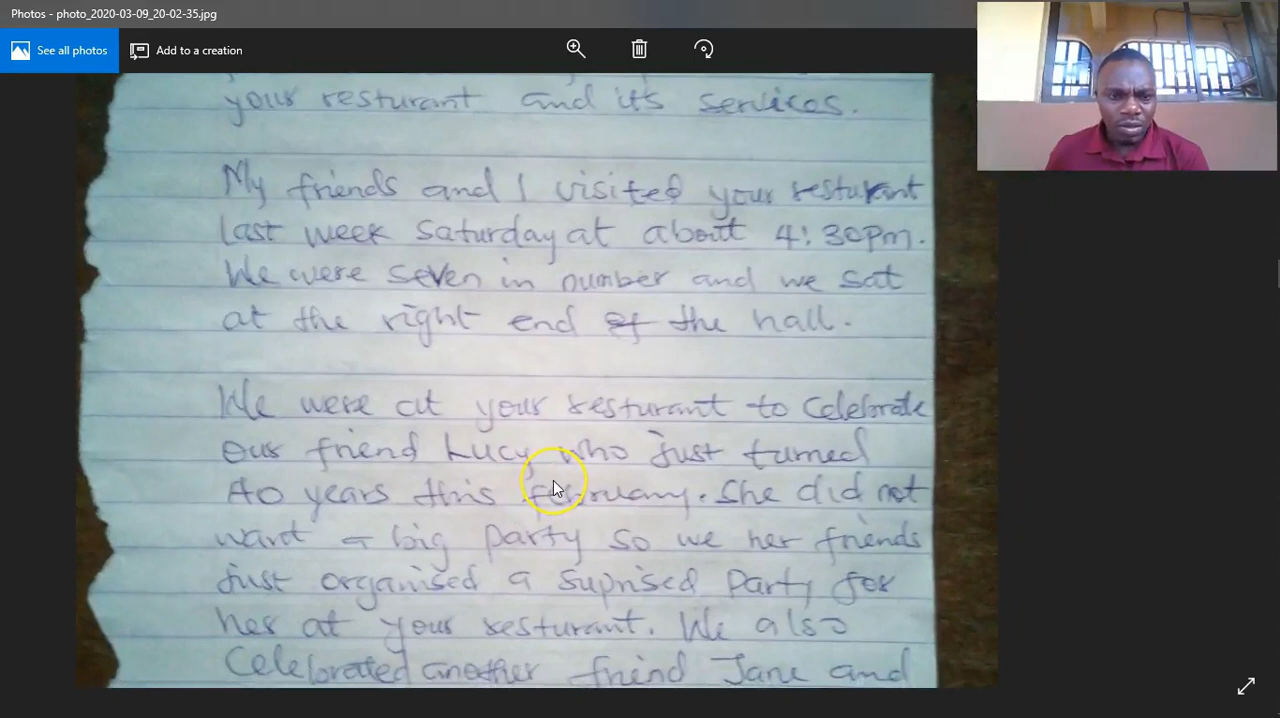 Photos - photo_2020-03-09_20-02-35.jpg
See all photos
Add to a creation
your resturant and it's services.
My friends and I visited your resturant
last week Saturday at about 4:30pm.
We were seven in number and we sat
at the right end of the hall.
We were at your resturant to celebrate
our friend Lucy who just turned
40 years this february. She did not
want a big party so we her friends
just organised a suprised party for
her at your resturant. We also
celebrated another friend Jane and